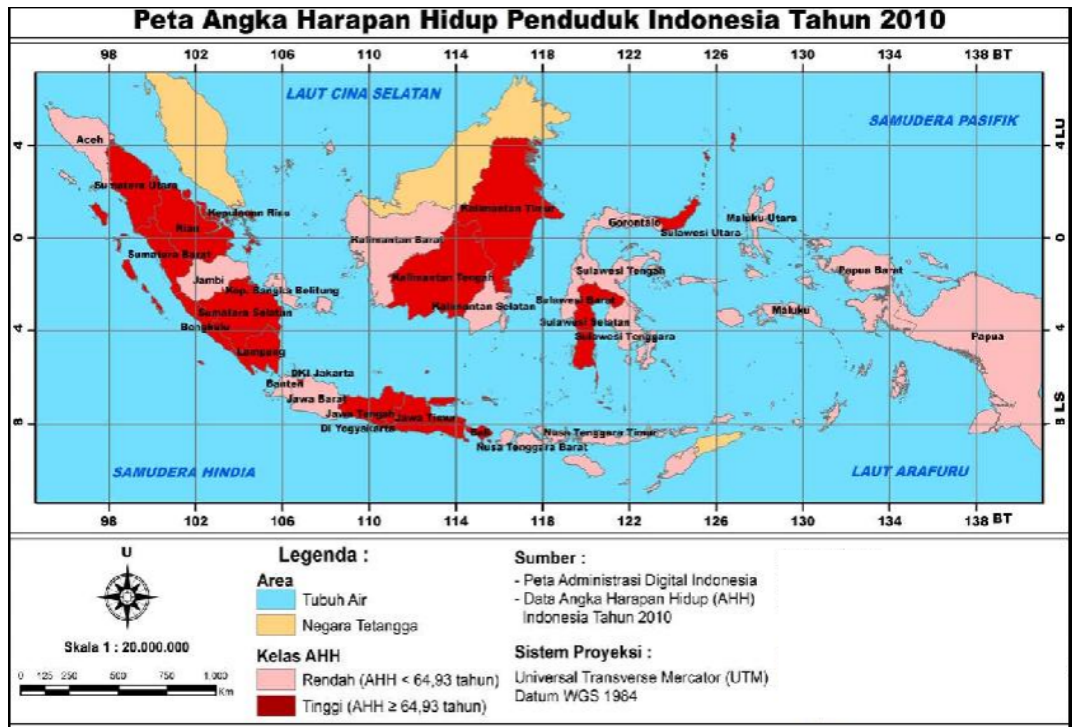 Peta Angka Harapan Hidup Penduduk Indonesia Tahun 2010
98 102 106 110 114 118 122 126 130 134 138 BT
LAUT CINA SELATAN
SAMUDERA PASIFIK
4 4 LU
Aceh
Sumatera Utara
Kepulauan Riau
Riau
Kalimantan Timur
Gorontalo
Maluku Utara
Sulawesi Utara
0 0
Sumatera Barat
Kalimantan Barat
Jambi
Kalimantan Tengah
Sulawesi Tengah
Papua Barat
Kep. Bangka Belitung
Kalimantan Selatan
Sulawesi Barat
Sumatera Selatan
Maluku
Bengkulu
Sulawesi Selatan
4 4
Sulawesi Tenggara
Papua
Lampung
DKI Jakarta
Banten
Jawa Barat
Jawa Tengah
Jawa Timur
8 8 LS
DI Yogyakarta
Bali
Nusa Tenggara Timur
Nusa Tenggara Barat
SAMUDERA HINDIA
LAUT ARAFURU
98 102 106 110 114 118 122 126 130 134 138 BT
U
Skala 1 : 20.000.000
0 125 250 500 750 1.000
Km
Legenda :
Area
Tubuh Air
Negara Tetangga
Kelas AHH
Rendah (AHH < 64,93 tahun)
Tinggi (AHH ≥ 64,93 tahun)
Sumber :
- Peta Administrasi Digital Indonesia
- Data Angka Harapan Hidup (AHH)
Indonesia Tahun 2010
Sistem Proyeksi :
Universal Transverse Mercator (UTM)
Datum WGS 1984